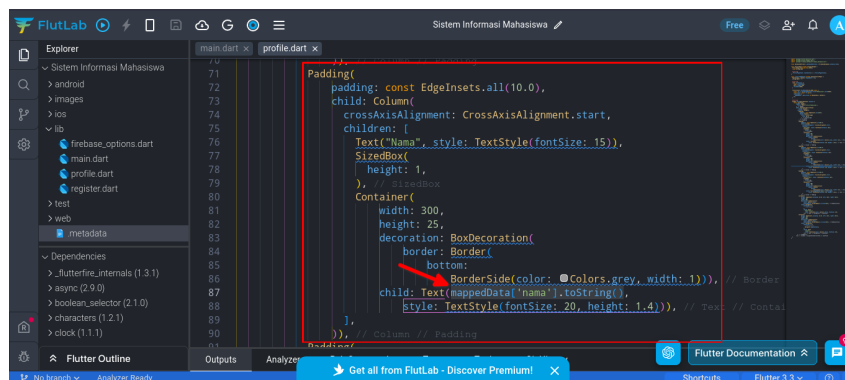 FlutLab
Sistem Informasi Mahasiswa
Free
A
Explorer
main.dart ×
profile.dart ×
Sistem Informasi Mahasiswa
android
images
ios
lib
firebase_options.dart
main.dart
profile.dart
register.dart
test
web
.metadata
Dependencies
_flutterfire_internals (1.3.1)
async (2.9.0)
boolean_selector (2.1.0)
characters (1.2.1)
clock (1.1.1)
Flutter Outline
70 )), // Column // Padding
71 Padding(
72 padding: const EdgeInsets.all(10.0),
73 child: Column(
74 crossAxisAlignment: CrossAxisAlignment.start,
75 children: [
76 Text("Nama", style: TextStyle(fontSize: 15)),
77 SizedBox(
78 height: 1,
79 ), // SizedBox
80 Container(
81 width: 300,
82 height: 25,
83 decoration: BoxDecoration(
84 border: Border(
85 bottom:
86 BorderSide(color: Colors.grey, width: 1))), // Border
87 child: Text(mappedData['nama'].toString(),
88 style: TextStyle(fontSize: 20, height: 1.4))), // Text // Contai
89 ],
90 )), // Column // Padding
91 Padding(
Outputs
Analyzer
Flutter Documentation
Get all from FlutLab - Discover Premium! ×
No branch
Analyzer Ready
Shortcuts
Flutter 3.3